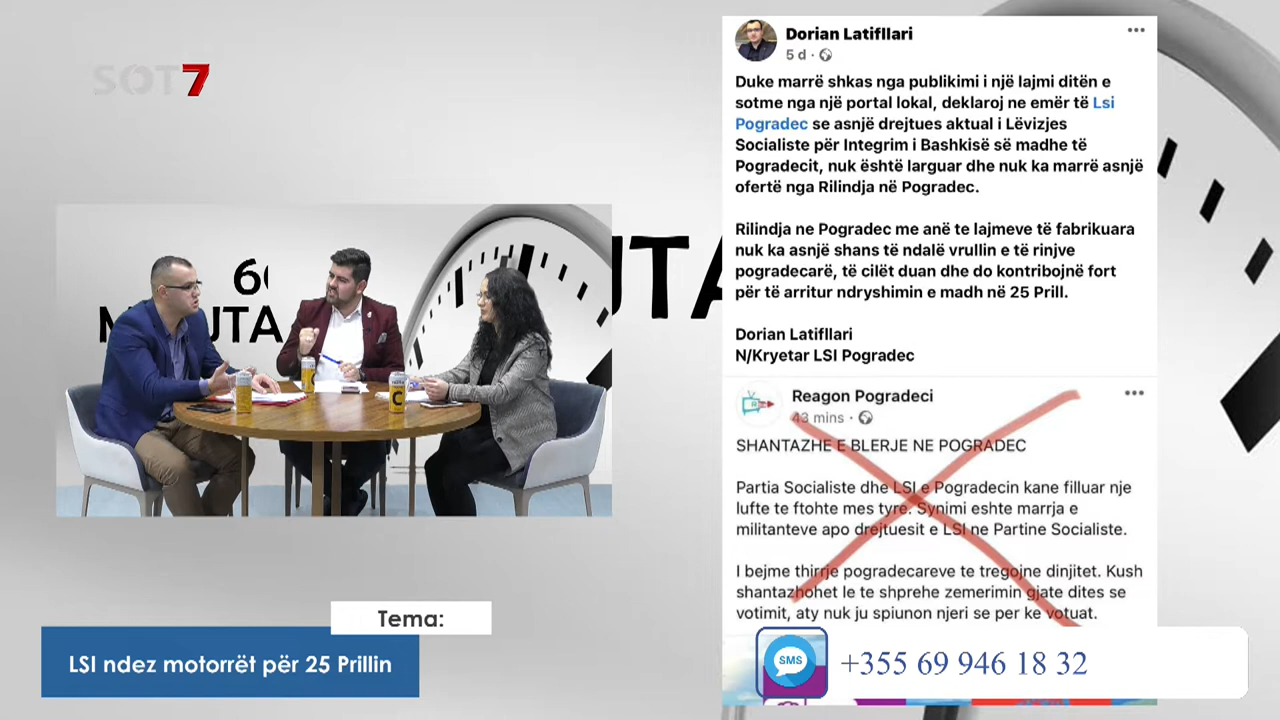 SOT7
Dorian Latifllari
5 d ·
Duke marrë shkas nga publikimi i një lajmi ditën e
sotme nga një portal lokal, deklaroj ne emër të Lsi
Pogradec se asnjë drejtues aktual i Lëvizjes
Socialiste për Integrim i Bashkisë së madhe të
Pogradecit, nuk është larguar dhe nuk ka marrë asnjë
ofertë nga Rilindja në Pogradec.
Rilindja ne Pogradec me anë te lajmeve të fabrikuara
nuk ka asnjë shans të ndalë vrullin e të rinjve
pogradecarë, të cilët duan dhe do kontribojnë fort
për të arritur ndryshimin e madh në 25 Prill.
Dorian Latifllari
N/Kryetar LSI Pogradec
Reagon Pogradeci
43 mins ·
SHANTAZHE E BLERJE NE POGRADEC
Partia Socialiste dhe LSI e Pogradecin kane filluar nje
lufte te ftohte mes tyre. Synimi eshte marrja e
militanteve apo drejtuesit e LSI ne Partine Socialiste.
I bejme thirrje pogradecareve te tregojne dinjitet. Kush
shantazhohet le te shprehe zemerimin gjate dites se
votimit, aty nuk ju spiunon njeri se per ke votuat.
60
M UTA
UTA
Tema:
LSI ndez motorrët për 25 Prillin
SMS
+355 69 946 18 32